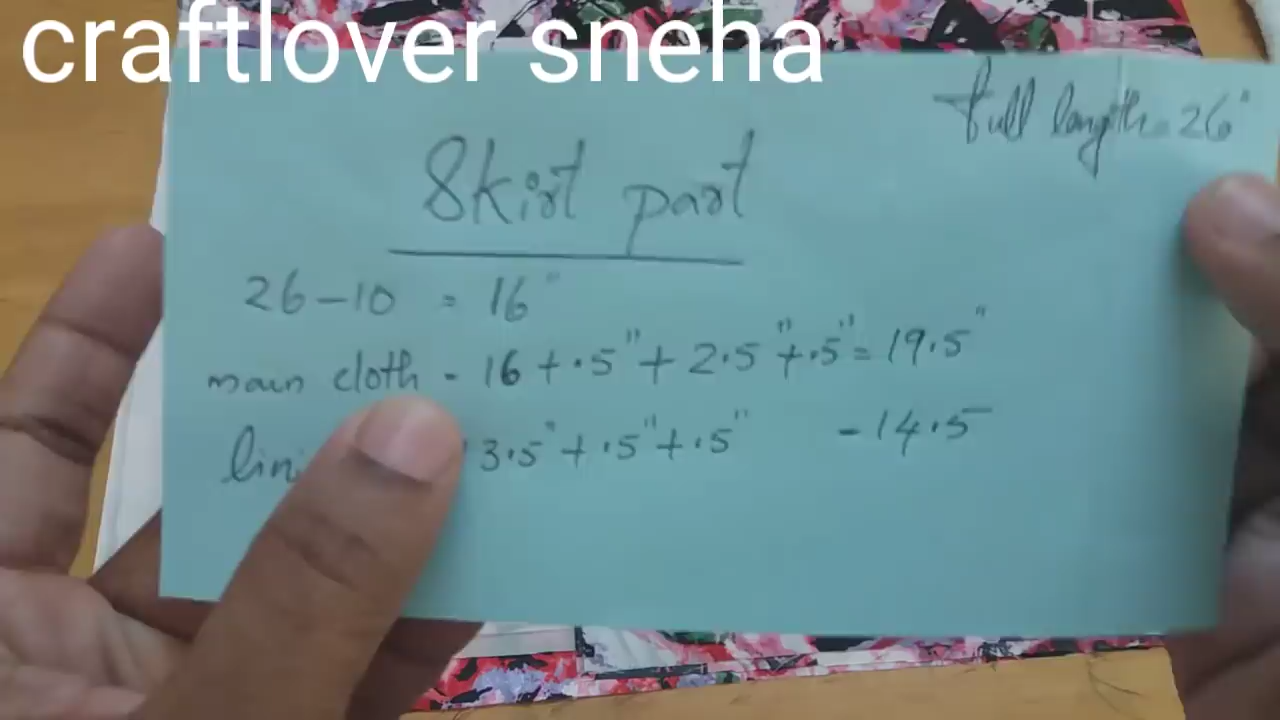 craftlover sneha
full length = 26"
Skirt part
26-10 = 16"
main cloth - 16 + .5" + 2.5" + .5" = 19.5"
13.5" + .5" + .5" - 14.5